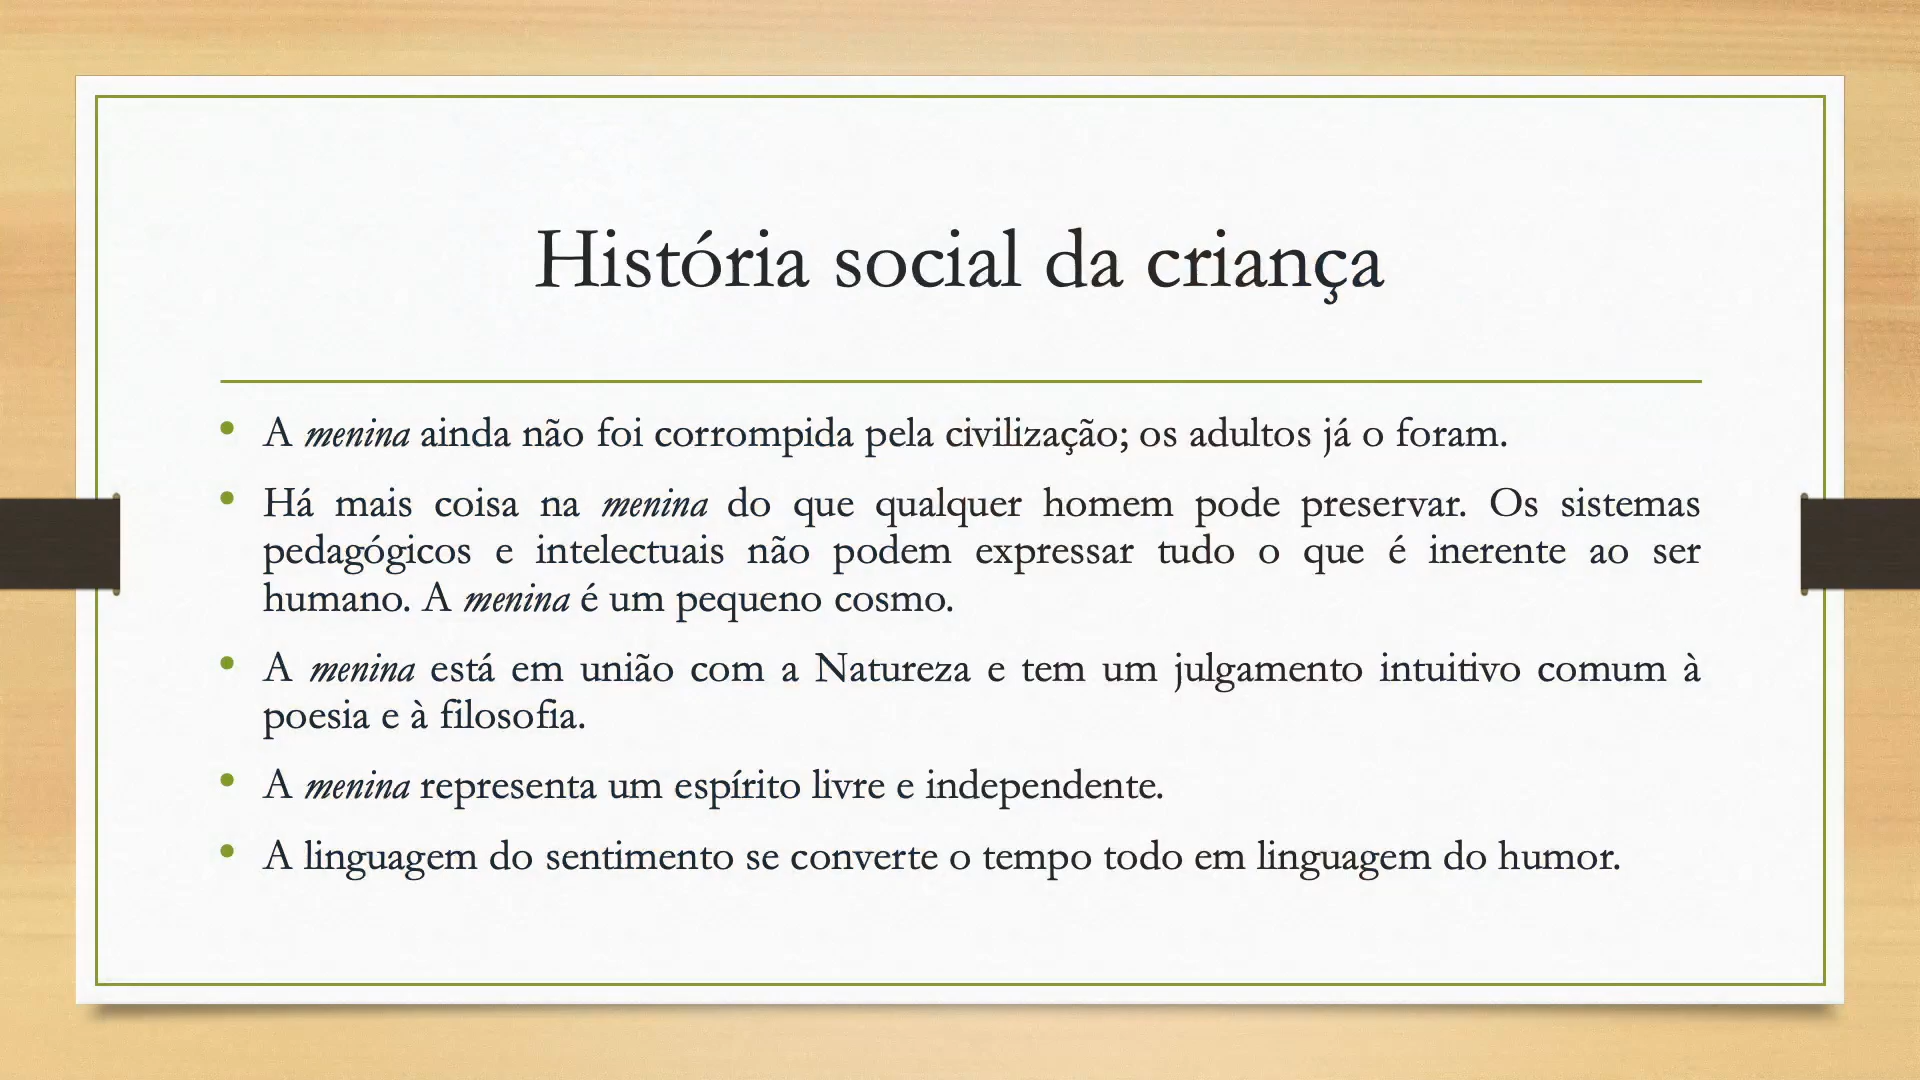 História social da criança
• A menina ainda não foi corrompida pela civilização; os adultos já o foram.
• Há mais coisa na menina do que qualquer homem pode preservar. Os sistemas
pedagógicos e intelectuais não podem expressar tudo o que é inerente ao ser
humano. A menina é um pequeno cosmo.
• A menina está em união com a Natureza e tem um julgamento intuitivo comum à
poesia e à filosofia.
• A menina representa um espírito livre e independente.
• A linguagem do sentimento se converte o tempo todo em linguagem do humor.